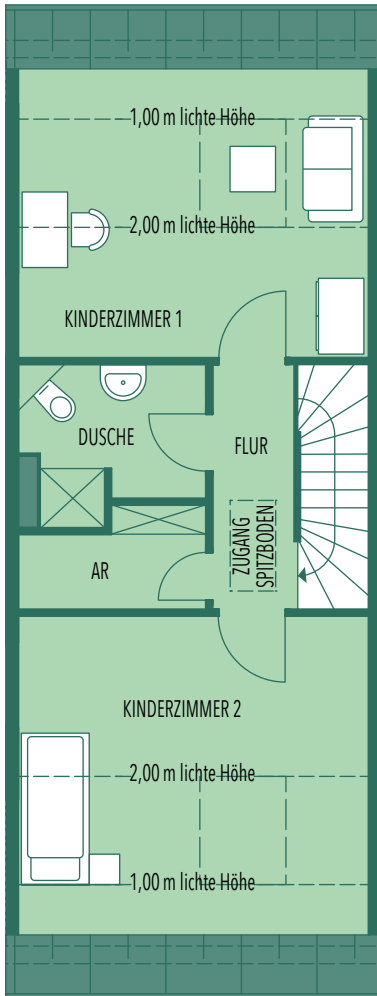 1,00 m lichte Höhe
2,00 m lichte Höhe
KINDERZIMMER 1
DUSCHE
FLUR
ZUGANG
SPITZBODEN
AR
KINDERZIMMER 2
2,00 m lichte Höhe
1,00 m lichte Höhe